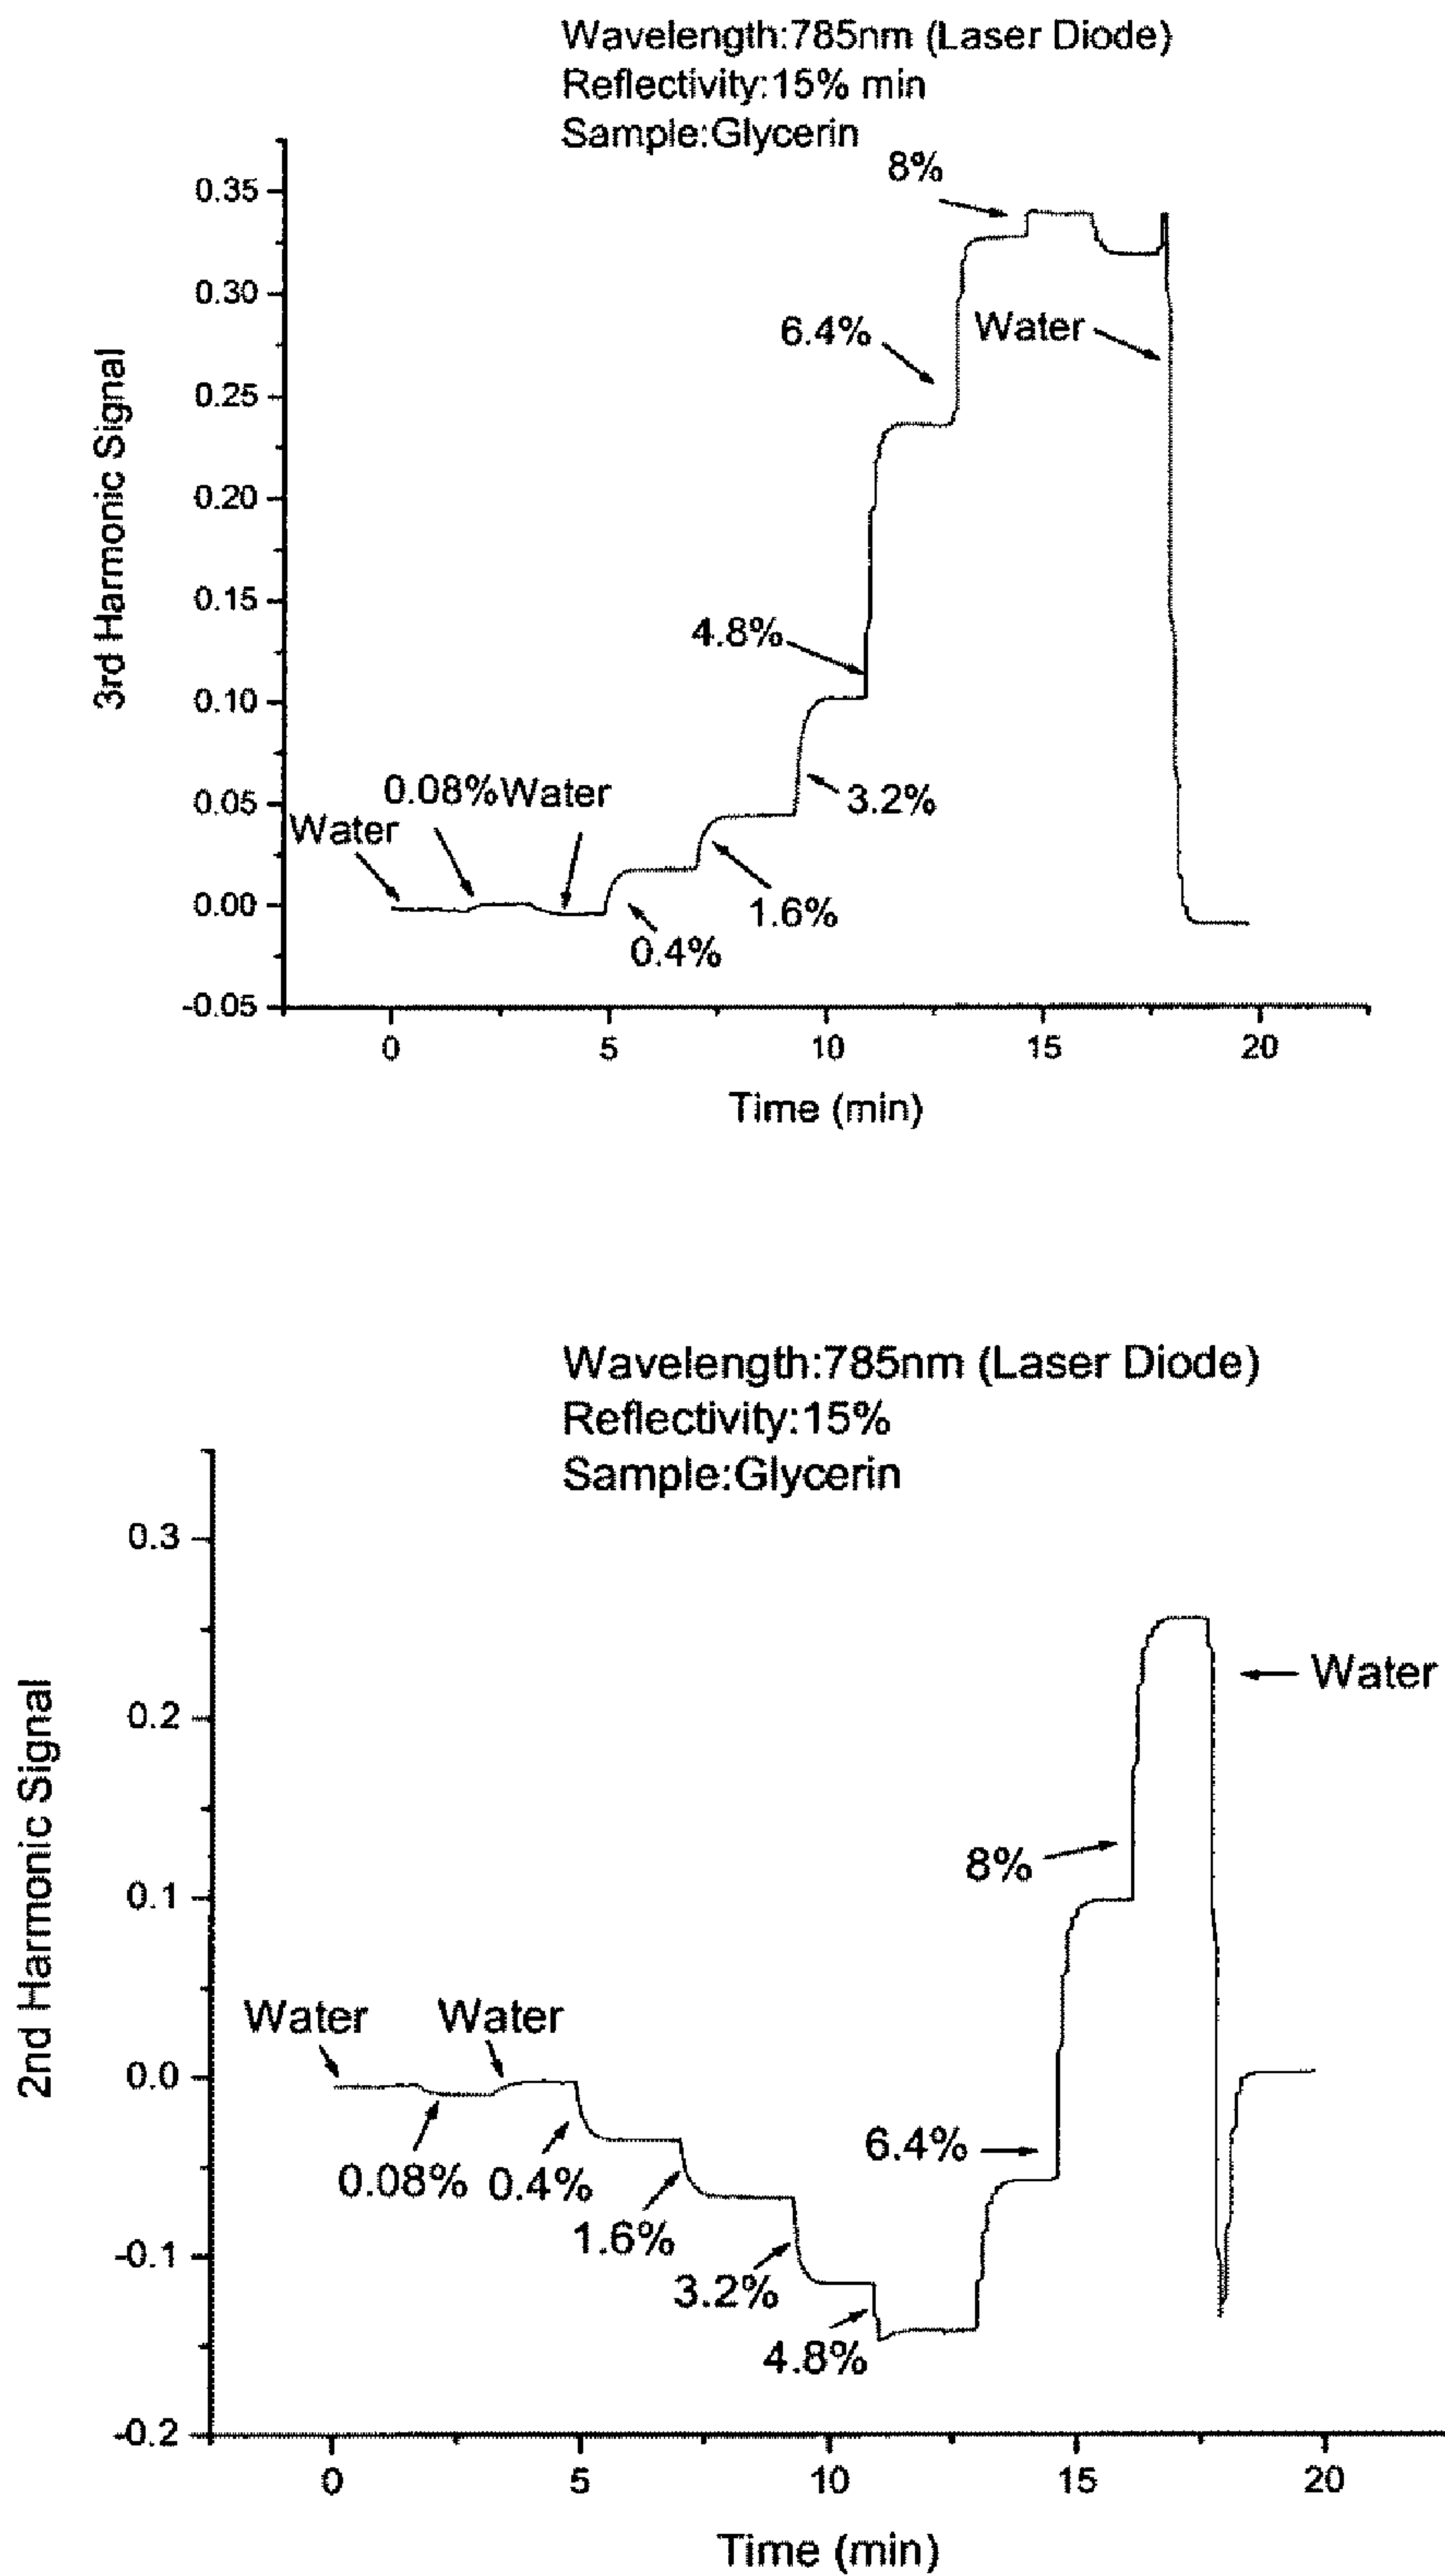 Wavelength:785nm (Laser Diode)
Reflectivity:15% min
Sample:Glycerin
8%
0.35
0.30
6.4%
Water
0.25
3rd Harmonic Signal
0.20
0.15
4.8%
0.10
0.08%Water
3.2%
0.05
Water
0.00
1.6%
0.4%
-0.05
0 5 10 15 20
Time (min)
Wavelength:785nm (Laser Diode)
Reflectivity:15%
Sample:Glycerin
0.3
Water
0.2
2nd Harmonic Signal
8%
0.1
Water Water
0.0
6.4%
0.08% 0.4%
1.6%
-0.1
3.2%
4.8%
-0.2
0 5 10 15 20
Time (min)